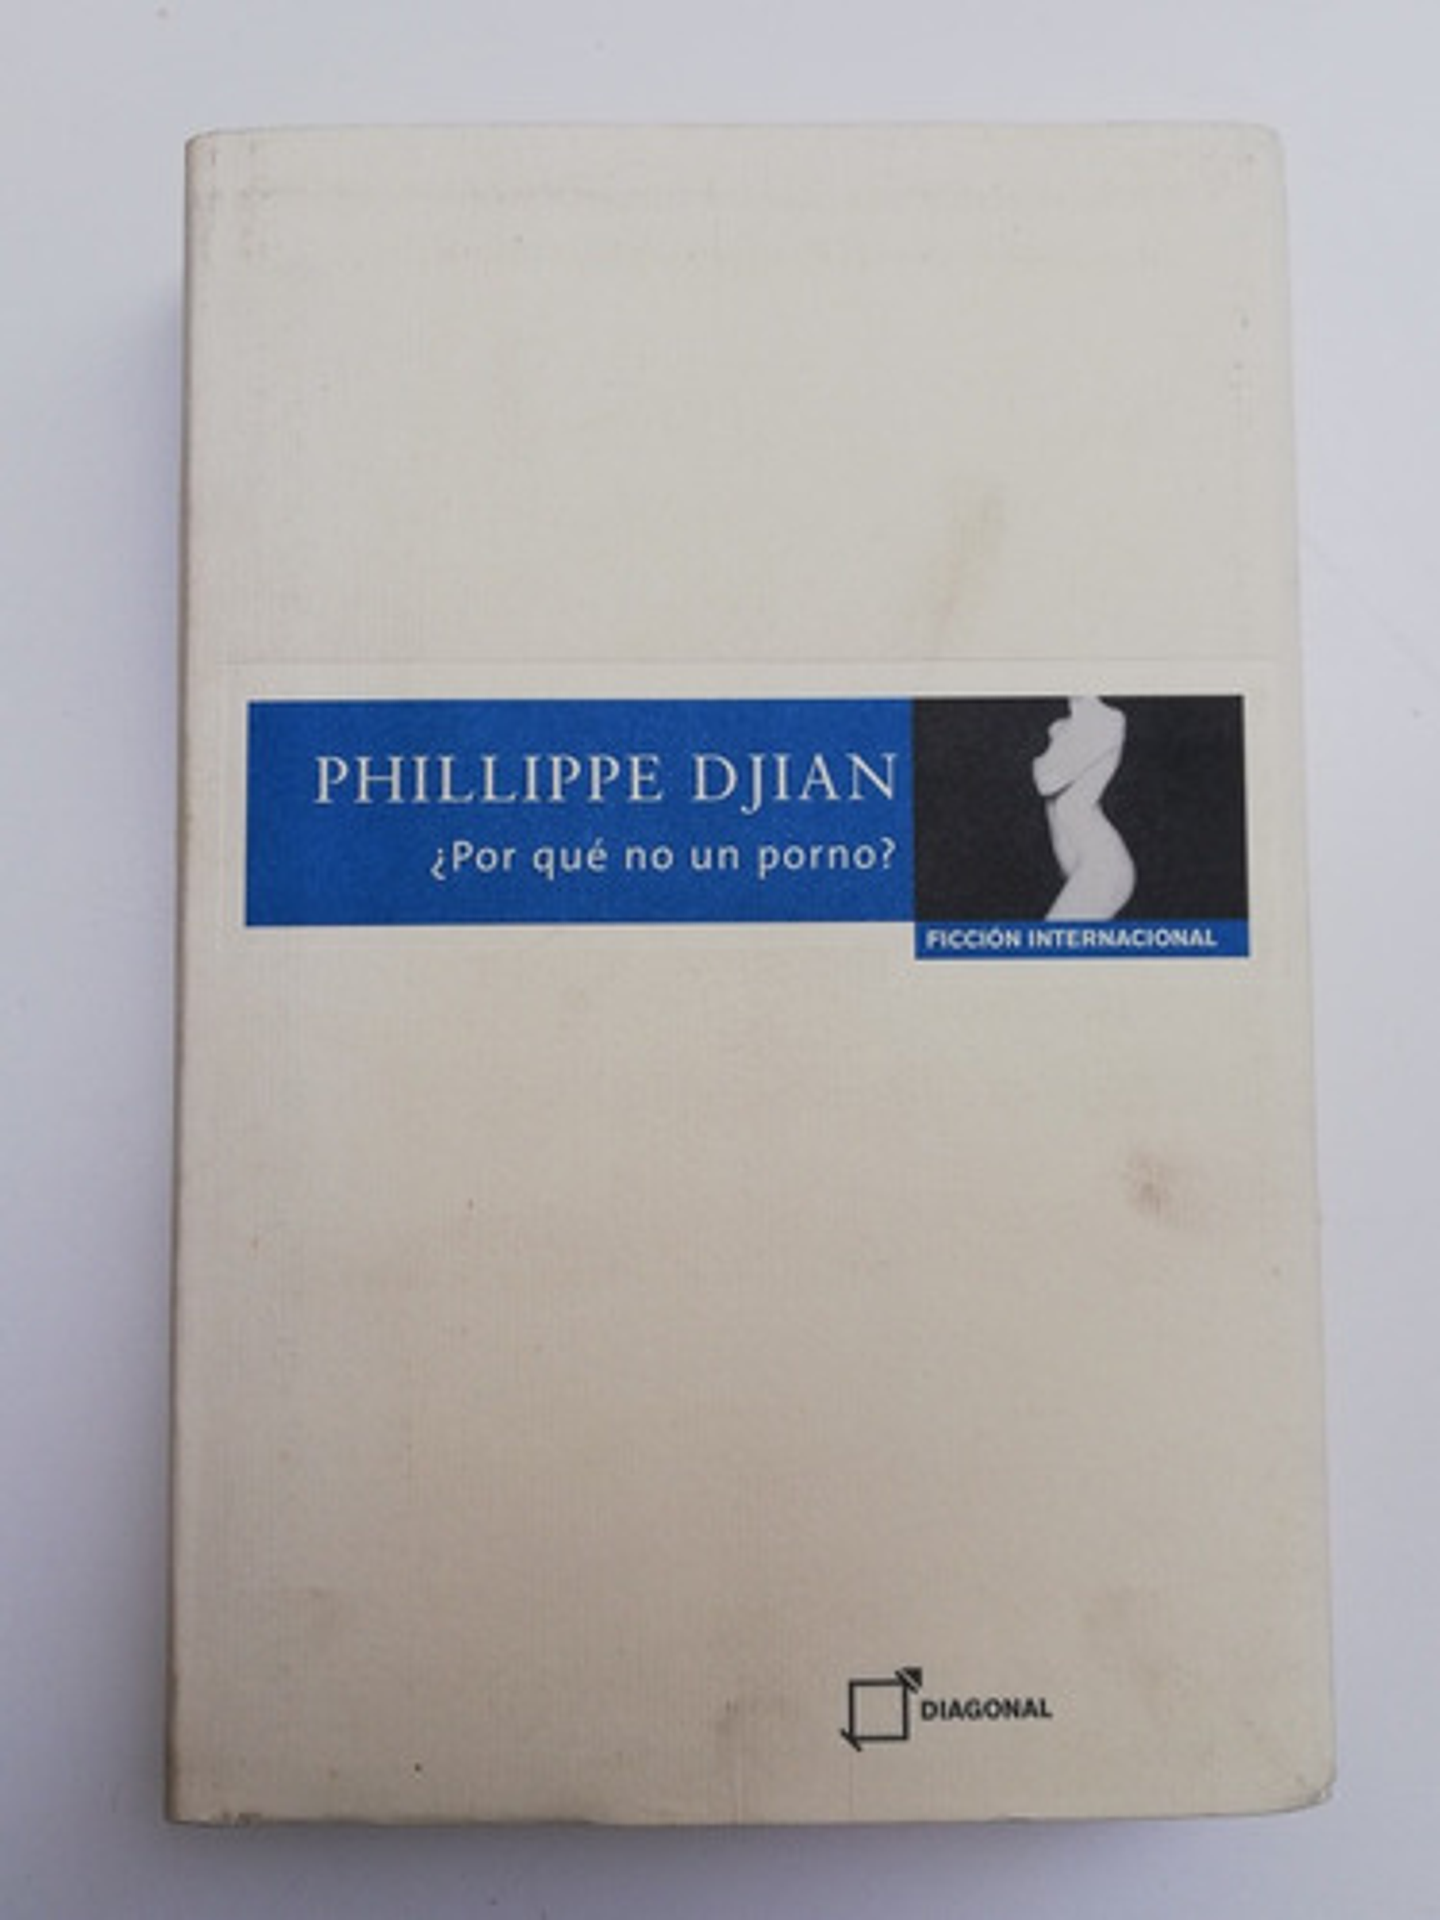 PHILLIPPE DJIAN
¿Por qué no un porno?
FICCIÓN INTERNACIONAL
DIAGONAL